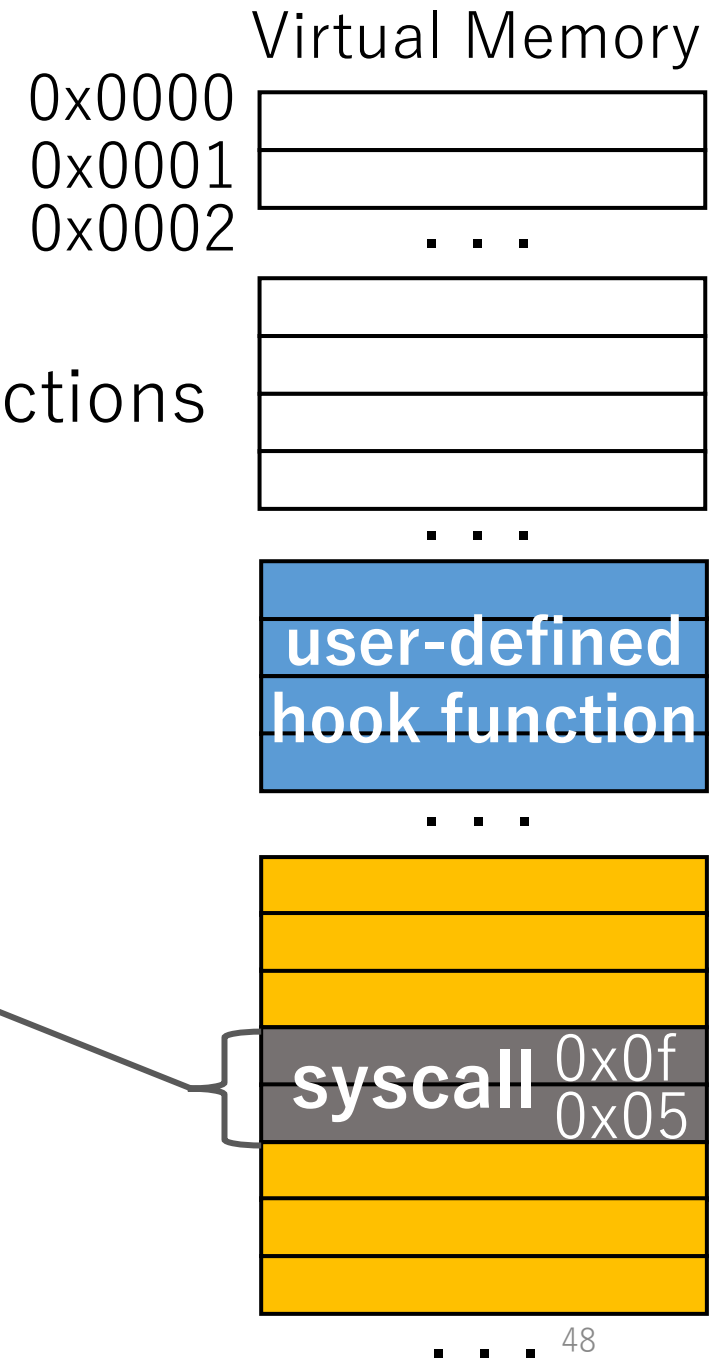 Virtual Memory
0x0000
0x0001
0x0002
. . .
ctions
. . .
user-defined
hook function
. . .
syscall 0x0f
0x05
. . .
48